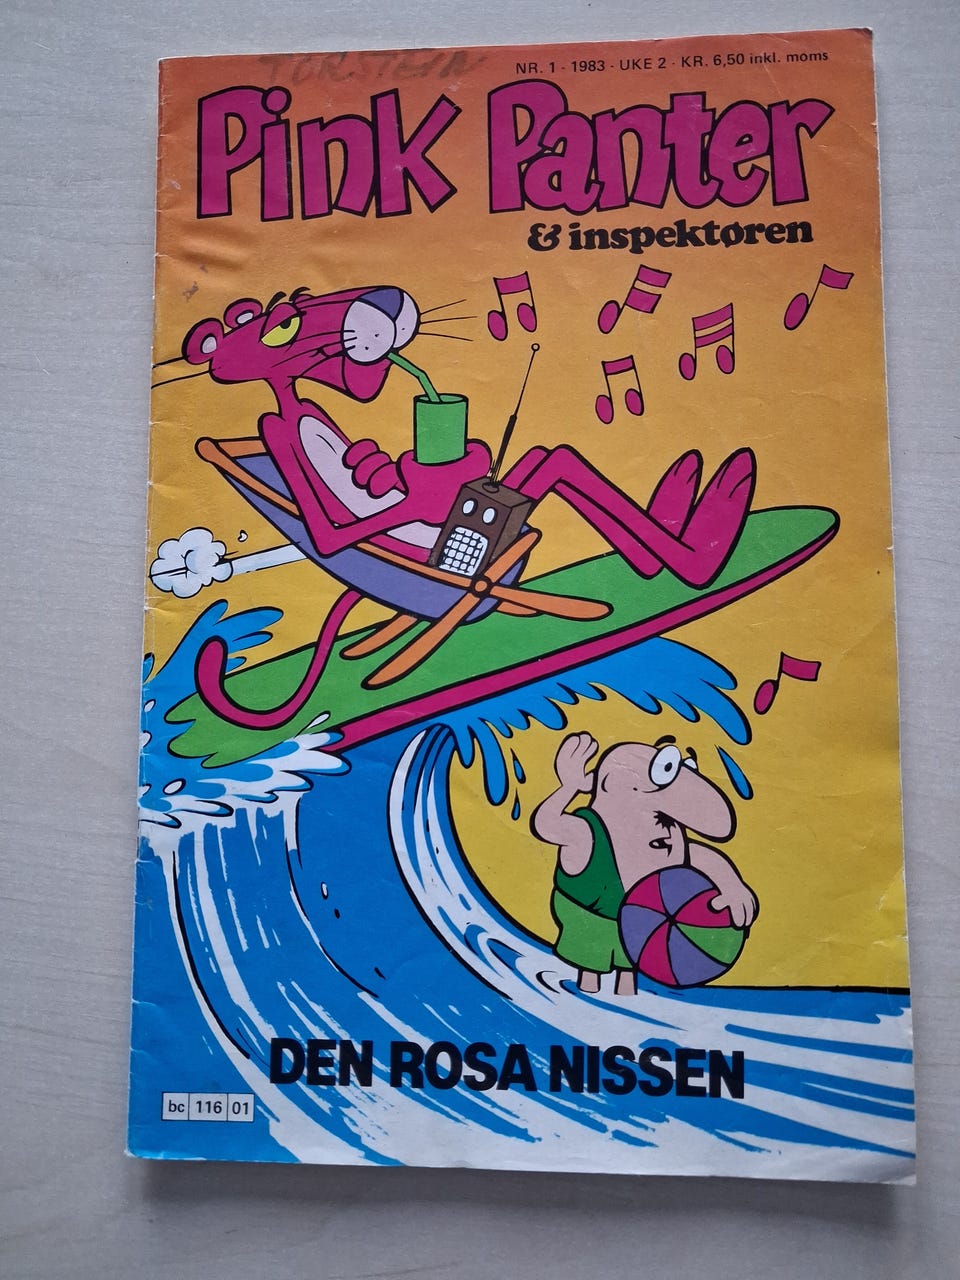 TORSTEIN
NR. 1 - 1983 - UKE 2 - KR. 6,50 inkl. moms
Pink Panter
& inspektøren
DEN ROSA NISSEN
bc 116 01